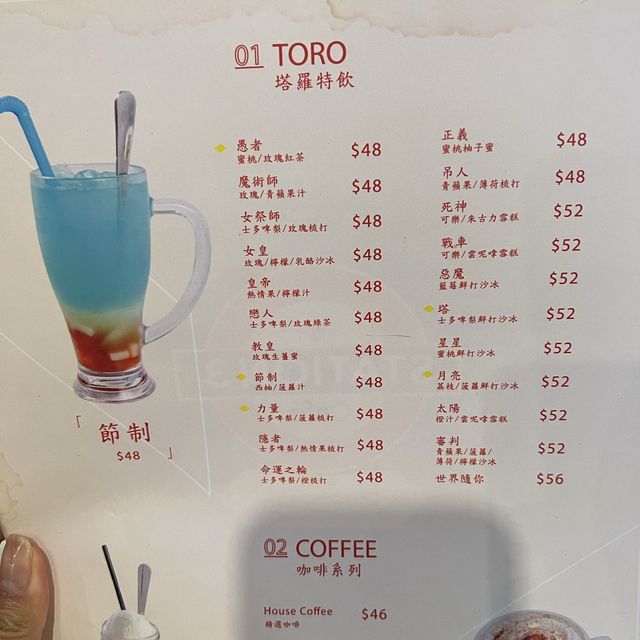 01 TORO
塔羅特飲
愚者 $48
蜜桃/玫瑰紅茶
魔術師 $48
玫瑰/青蘋果汁
女祭師 $48
士多啤梨/玫瑰梳打
女皇 $48
玫瑰/檸檬/乳酪沙冰
皇帝 $48
熱情果/檸檬汁
戀人 $48
士多啤梨/玫瑰綠茶
教皇 $48
玫瑰生薑蜜
節制 $48
西柚/菠蘿汁
力量 $48
士多啤梨/菠蘿梳打
隱者 $48
士多啤梨/熱情果梳打
命運之輪 $48
士多啤梨/橙梳打
正義 $48
蜜桃柚子蜜
吊人 $48
青蘋果/薄荷梳打
死神 $52
可樂/朱古力雪糕
戰車 $52
可樂/雲呢嗱雪糕
惡魔 $52
藍莓鮮打沙冰
塔 $52
士多啤梨鮮打沙冰
星星 $52
蜜桃鮮打沙冰
月亮 $52
荔枝/菠蘿鮮打沙冰
太陽 $52
橙汁/雲呢嗱雪糕
審判 $52
青蘋果/菠蘿/
薄荷/檸檬沙冰
世界隨你 $56
「節制」
$48
02 COFFEE
咖啡系列
House Coffee $46
精選咖啡